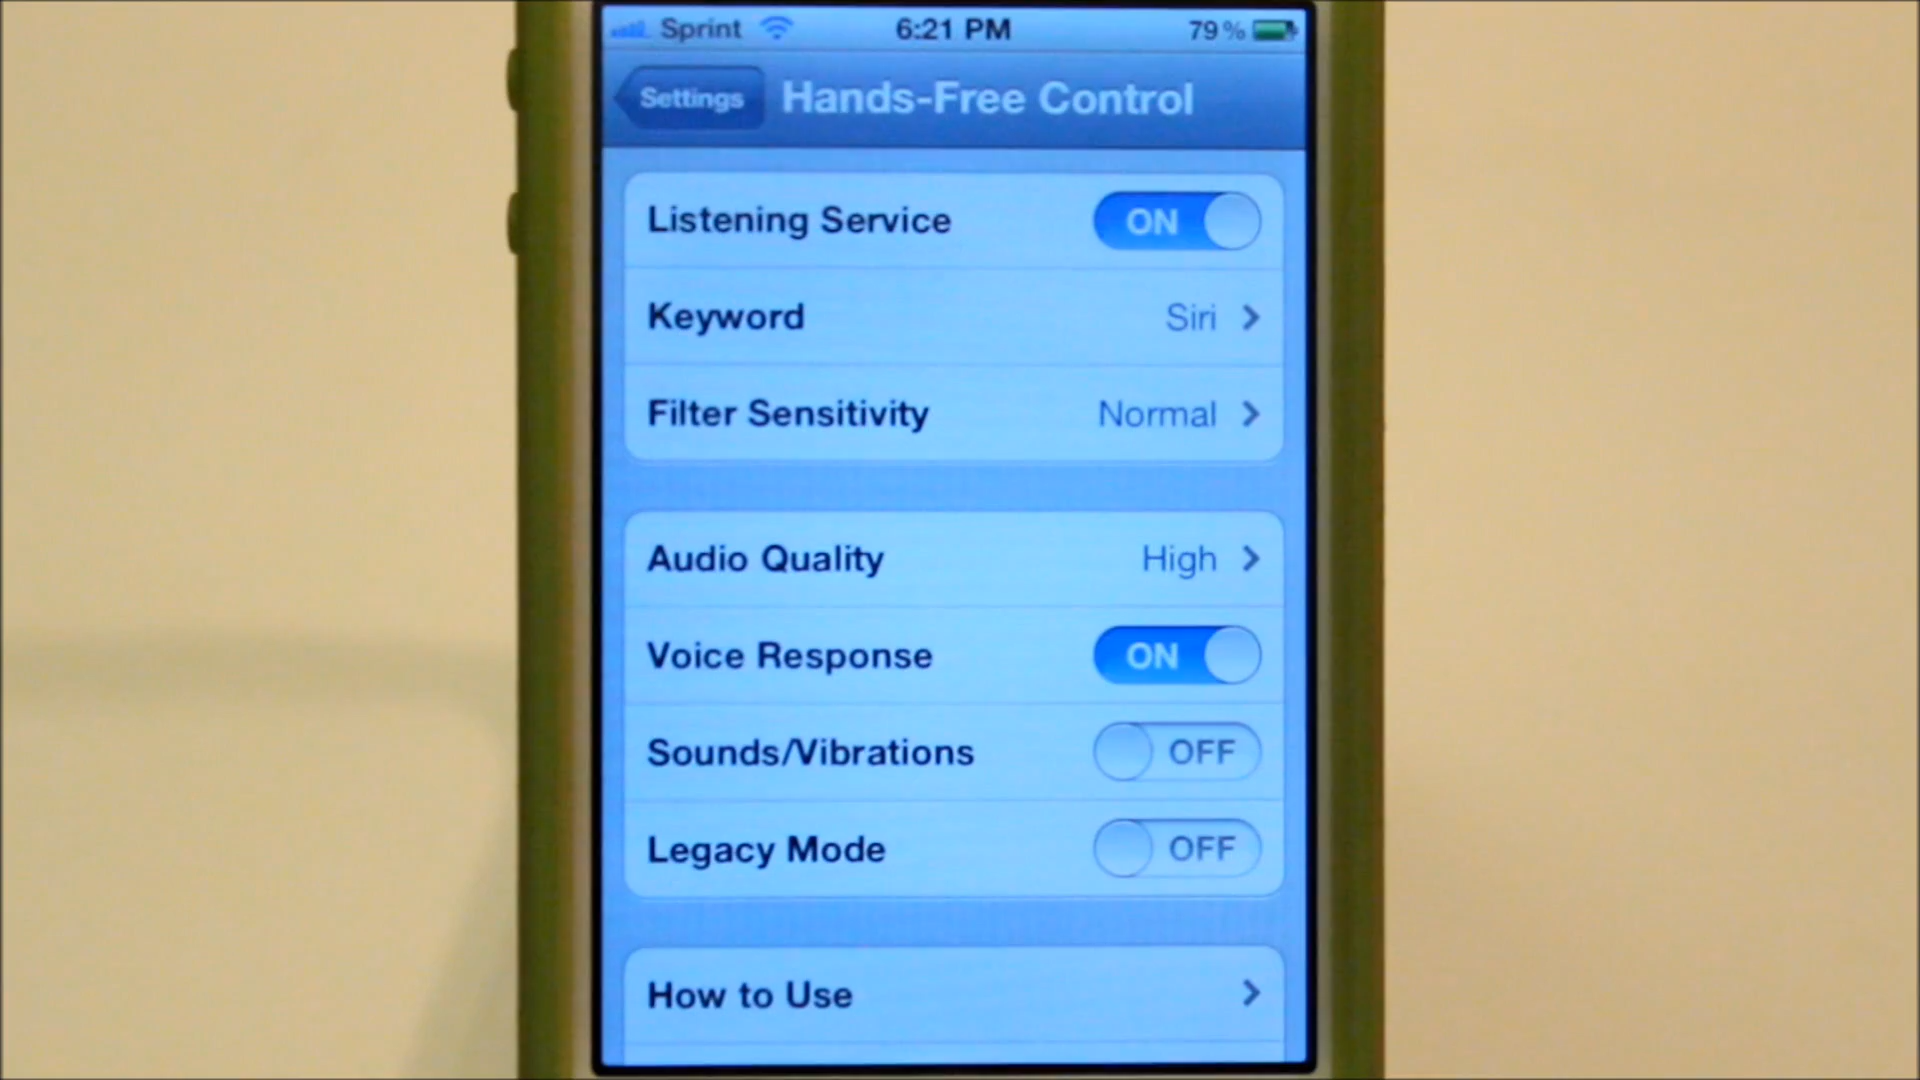 Sprint 6:21 PM 79%
Settings Hands-Free Control
Listening Service ON
Keyword Siri
Filter Sensitivity Normal
Audio Quality High
Voice Response ON
Sounds/Vibrations OFF
Legacy Mode OFF
How to Use